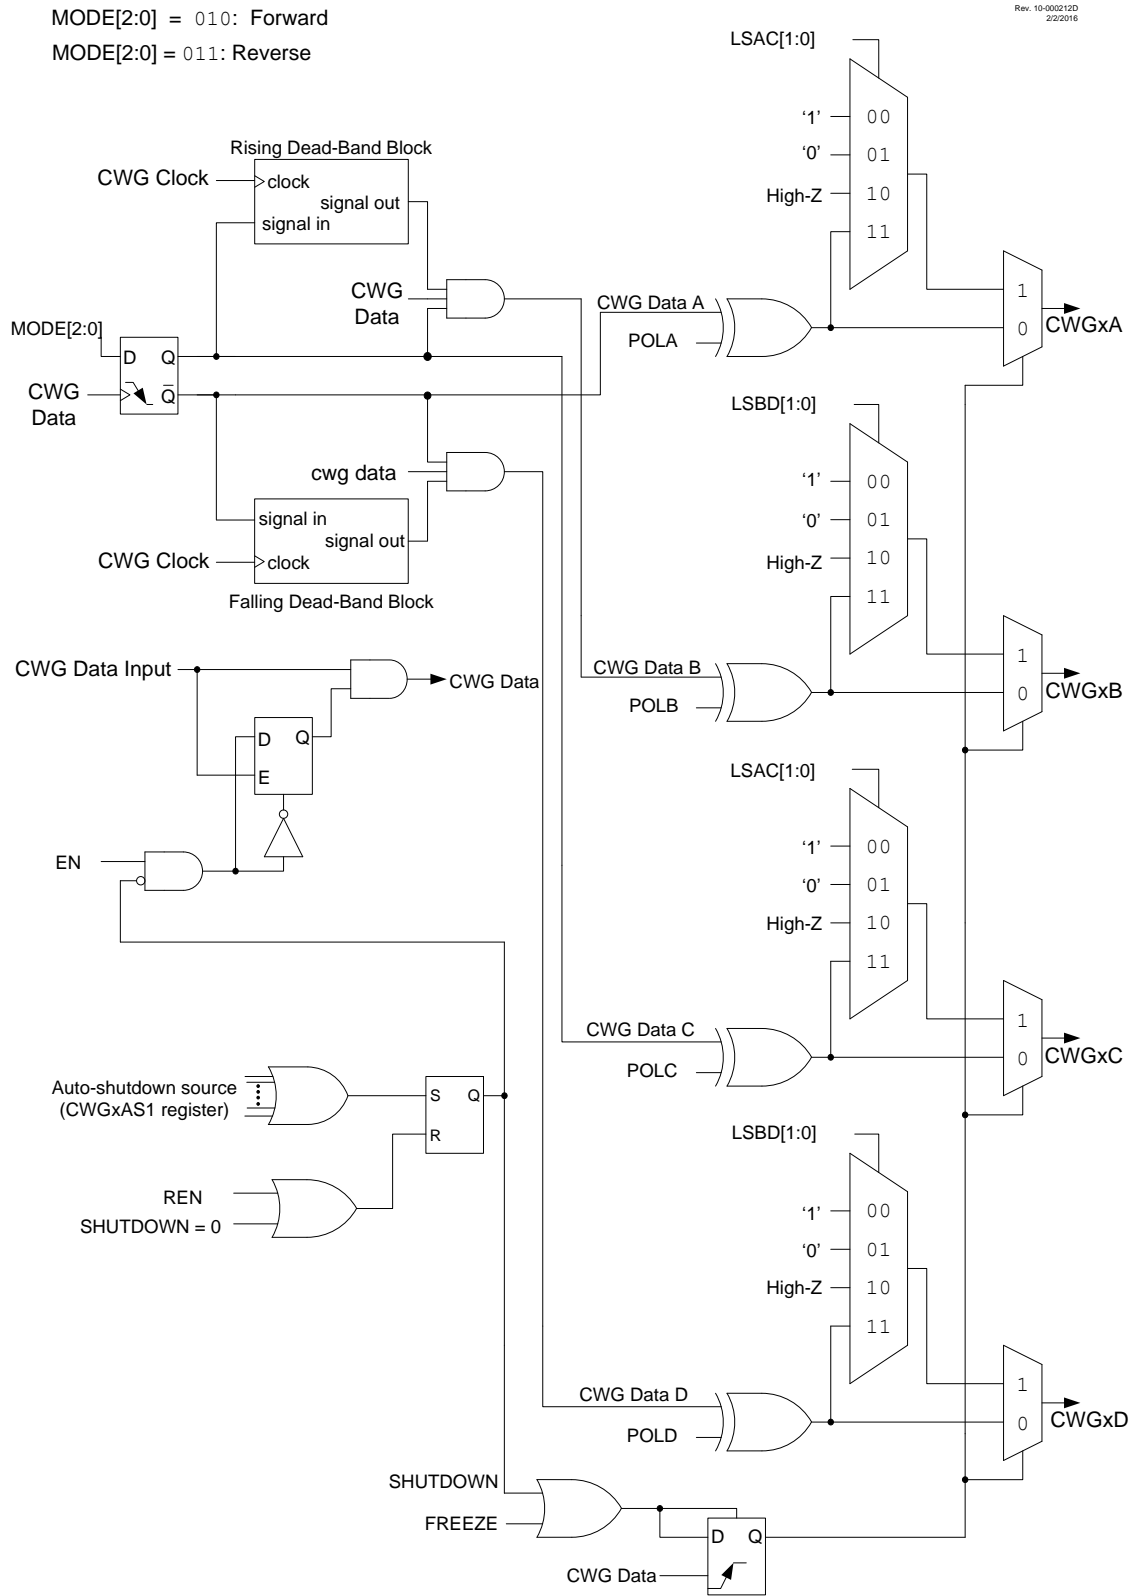 MODE[2:0] = 010: Forward
MODE[2:0] = 011: Reverse
Rev. 10-000212D
2/2/2016
LSAC[1:0]
'1'
00
'0'
01
High-Z
10
11
1
0
CWGxA
Rising Dead-Band Block
CWG Clock
clock
signal out
signal in
CWG
Data
CWG Data A
POLA
MODE[2:0]
D
Q
CWG
Data
Q̅
cwg data
signal in
signal out
CWG Clock
clock
Falling Dead-Band Block
LSBD[1:0]
'1'
00
'0'
01
High-Z
10
11
1
0
CWGxB
CWG Data B
POLB
CWG Data Input
CWG Data
D
Q
E
EN
LSAC[1:0]
'1'
00
'0'
01
High-Z
10
11
1
0
CWGxC
CWG Data C
POLC
Auto-shutdown source
(CWGxAS1 register)
S
Q
R
REN
SHUTDOWN = 0
LSBD[1:0]
'1'
00
'0'
01
High-Z
10
11
1
0
CWGxD
CWG Data D
POLD
SHUTDOWN
FREEZE
D
Q
CWG Data